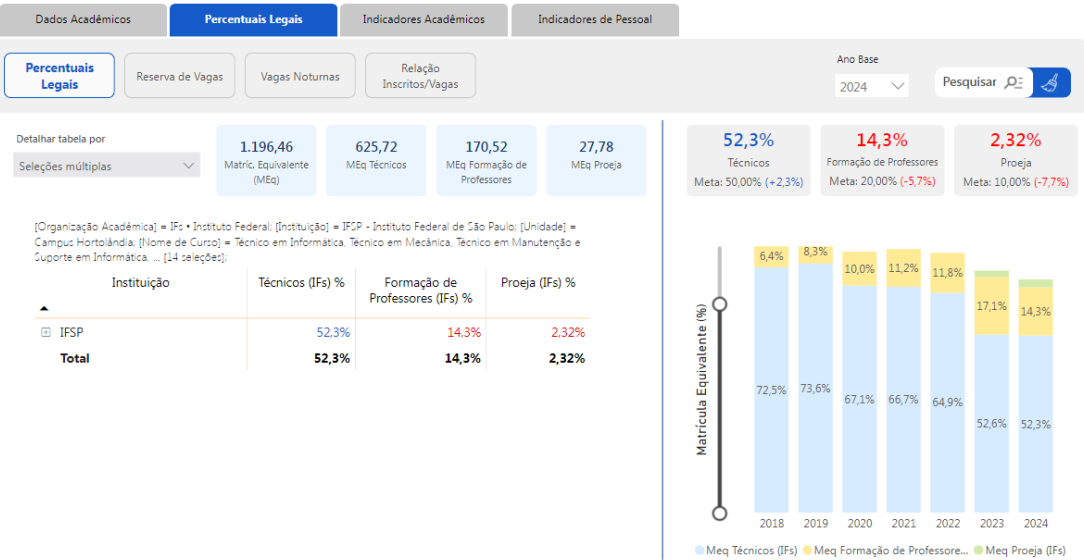 Dados Acadêmicos
Percentuais Legais
Indicadores Acadêmicos
Indicadores de Pessoal
Percentuais
Legais
Reserva de Vagas
Vagas Noturnas
Relação
Inscritos/Vagas
Ano Base
2024
Pesquisar
Detalhar tabela por
Seleções múltiplas
1.196,46
Matríc. Equivalente
(MEq)
625,72
MEq Técnicos
170,52
MEq Formação de
Professores
27,78
MEq Proeja
52,3%
Técnicos
Meta: 50,00% (+2,3%)
14,3%
Formação de Professores
Meta: 20,00% (-5,7%)
2,32%
Proeja
Meta: 10,00% (-7,7%)
[Organização Acadêmica] = IFs • Instituto Federal; [Instituição] = IFSP - Instituto Federal de São Paulo; [Unidade] =
Campus Hortolândia; [Nome de Curso] = Técnico em Informática, Técnico em Mecânica, Técnico em Manutenção e
Suporte em Informática, ... [14 seleções];
Instituição
Técnicos (IFs) %
Formação de
Professores (IFs) %
Proeja (IFs) %
IFSP 52,3% 14,3% 2,32%
Total 52,3% 14,3% 2,32%
Matrícula Equivalente (%)
6,4% 8,3% 10,0% 11,2% 11,8% 17,1% 14,3%
72,5% 73,6% 67,1% 66,7% 64,9% 52,6% 52,3%
2018 2019 2020 2021 2022 2023 2024
Meq Técnicos (IFs) Meq Formação de Professore... Meq Proeja (IFs)